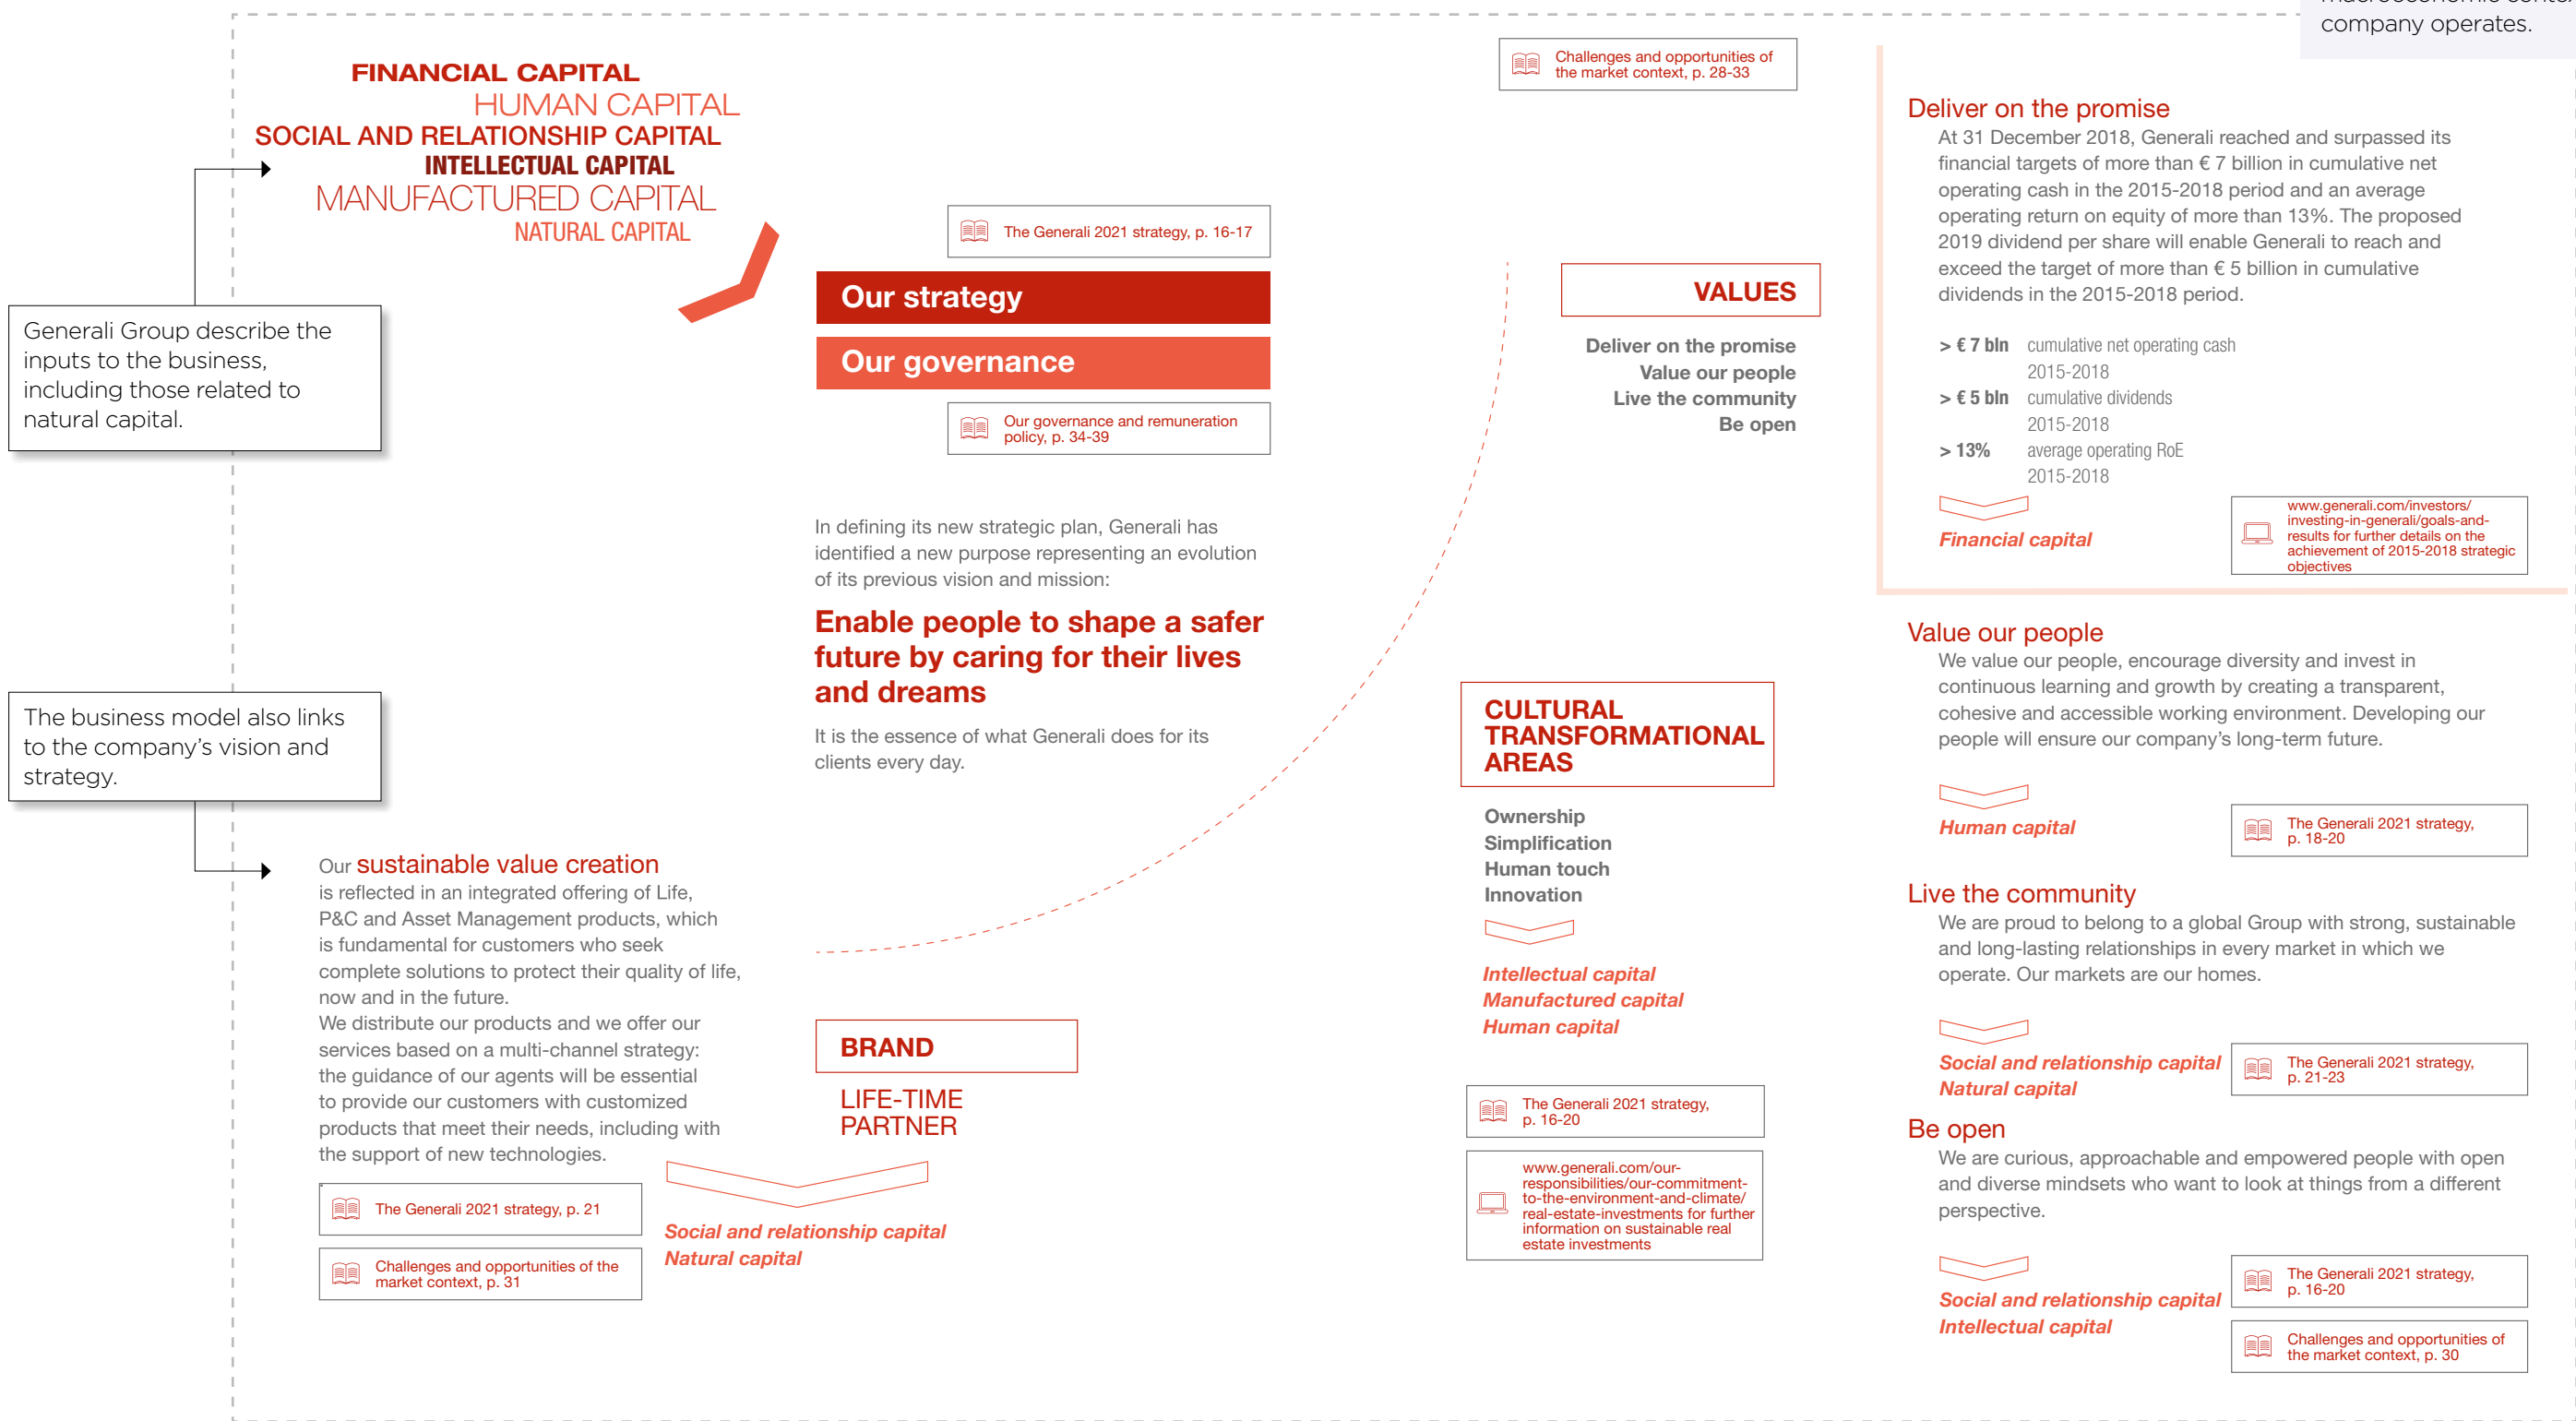 company operates.
FINANCIAL CAPITAL
HUMAN CAPITAL
SOCIAL AND RELATIONSHIP CAPITAL
INTELLECTUAL CAPITAL
MANUFACTURED CAPITAL
NATURAL CAPITAL
Generali Group describe the
inputs to the business,
including those related to
natural capital.
The business model also links
to the company's vision and
strategy.
Our sustainable value creation
is reflected in an integrated offering of Life,
P&C and Asset Management products, which
is fundamental for customers who seek
complete solutions to protect their quality of life,
now and in the future.
We distribute our products and we offer our
services based on a multi-channel strategy:
the guidance of our agents will be essential
to provide our customers with customized
products that meet their needs, including with
the support of new technologies.
The Generali 2021 strategy, p. 21
Challenges and opportunities of the
market context, p. 31
The Generali 2021 strategy, p. 16-17
Our strategy
Our governance
Our governance and remuneration
policy, p. 34-39
In defining its new strategic plan, Generali has
identified a new purpose representing an evolution
of its previous vision and mission:
Enable people to shape a safer
future by caring for their lives
and dreams
It is the essence of what Generali does for its
clients every day.
BRAND
LIFE-TIME
PARTNER
Social and relationship capital
Natural capital
Challenges and opportunities of
the market context, p. 28-33
VALUES
Deliver on the promise
Value our people
Live the community
Be open
CULTURAL
TRANSFORMATIONAL
AREAS
Ownership
Simplification
Human touch
Innovation
Intellectual capital
Manufactured capital
Human capital
The Generali 2021 strategy,
p. 16-20
www.generali.com/our-
responsibilities/our-commitment-
to-the-environment-and-climate/
real-estate-investments for further
information on sustainable real
estate investments
Deliver on the promise
At 31 December 2018, Generali reached and surpassed its
financial targets of more than € 7 billion in cumulative net
operating cash in the 2015-2018 period and an average
operating return on equity of more than 13%. The proposed
2019 dividend per share will enable Generali to reach and
exceed the target of more than € 5 billion in cumulative
dividends in the 2015-2018 period.
> € 7 bln cumulative net operating cash
2015-2018
> € 5 bln cumulative dividends
2015-2018
> 13% average operating RoE
2015-2018
Financial capital
www.generali.com/investors/
investing-in-generali/goals-and-
results for further details on the
achievement of 2015-2018 strategic
objectives
Value our people
We value our people, encourage diversity and invest in
continuous learning and growth by creating a transparent,
cohesive and accessible working environment. Developing our
people will ensure our company's long-term future.
Human capital
The Generali 2021 strategy,
p. 18-20
Live the community
We are proud to belong to a global Group with strong, sustainable
and long-lasting relationships in every market in which we
operate. Our markets are our homes.
Social and relationship capital
Natural capital
The Generali 2021 strategy,
p. 21-23
Be open
We are curious, approachable and empowered people with open
and diverse mindsets who want to look at things from a different
perspective.
Social and relationship capital
Intellectual capital
The Generali 2021 strategy,
p. 16-20
Challenges and opportunities of
the market context, p. 30